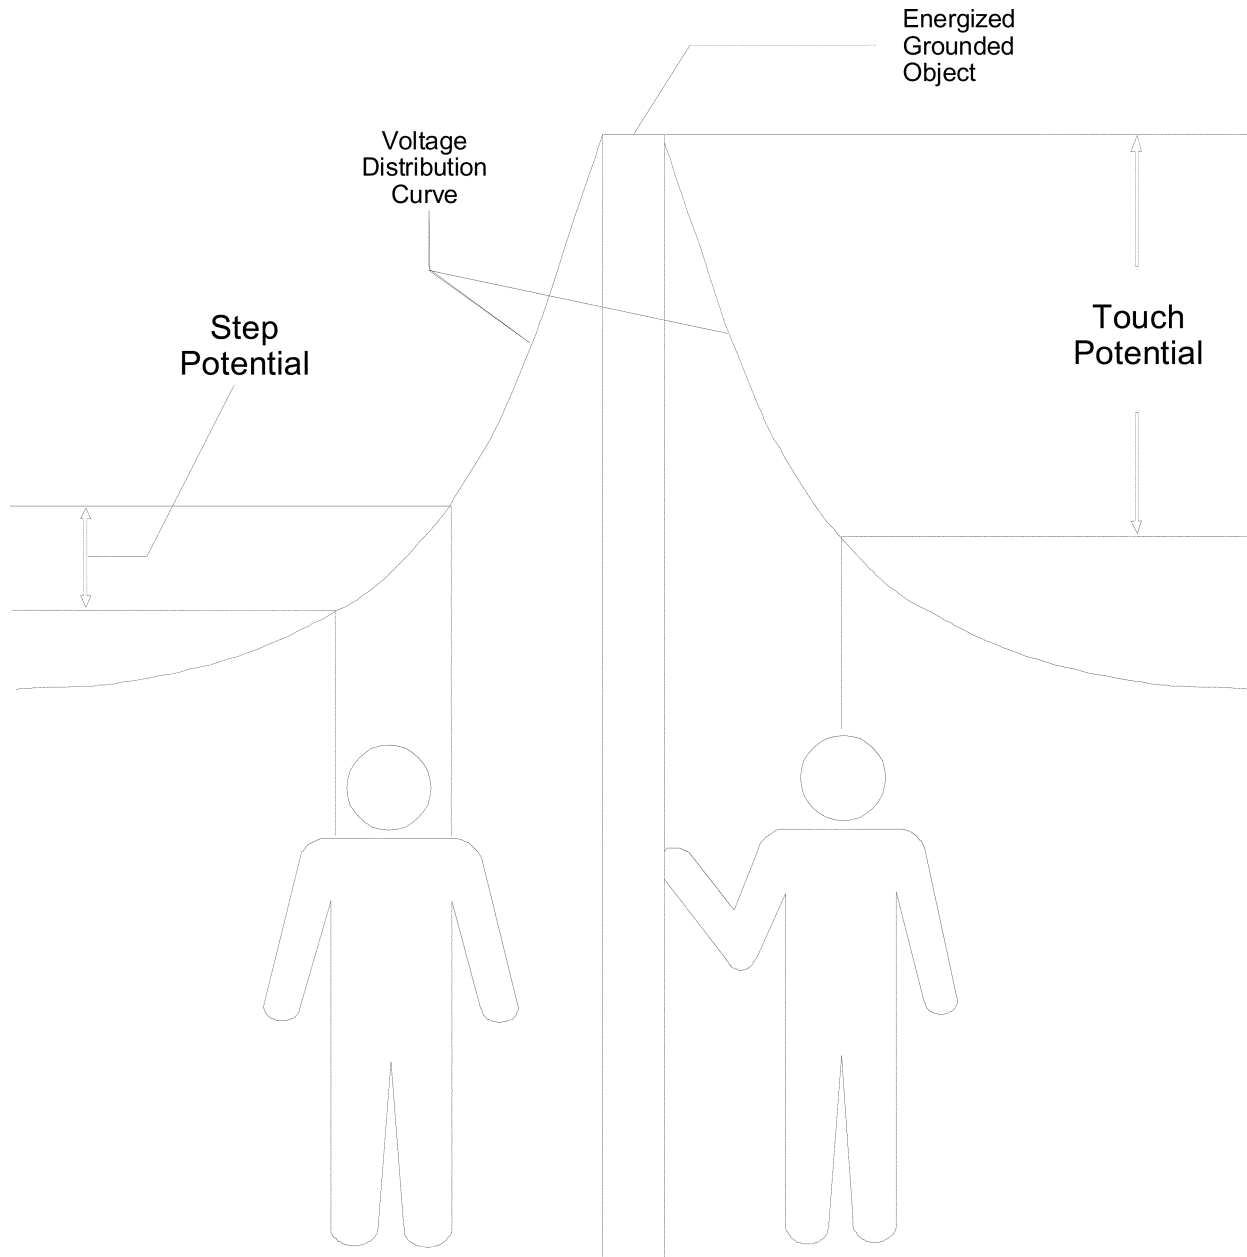 Energized
Grounded
Object
Voltage
Distribution
Curve
Step
Potential
Touch
Potential